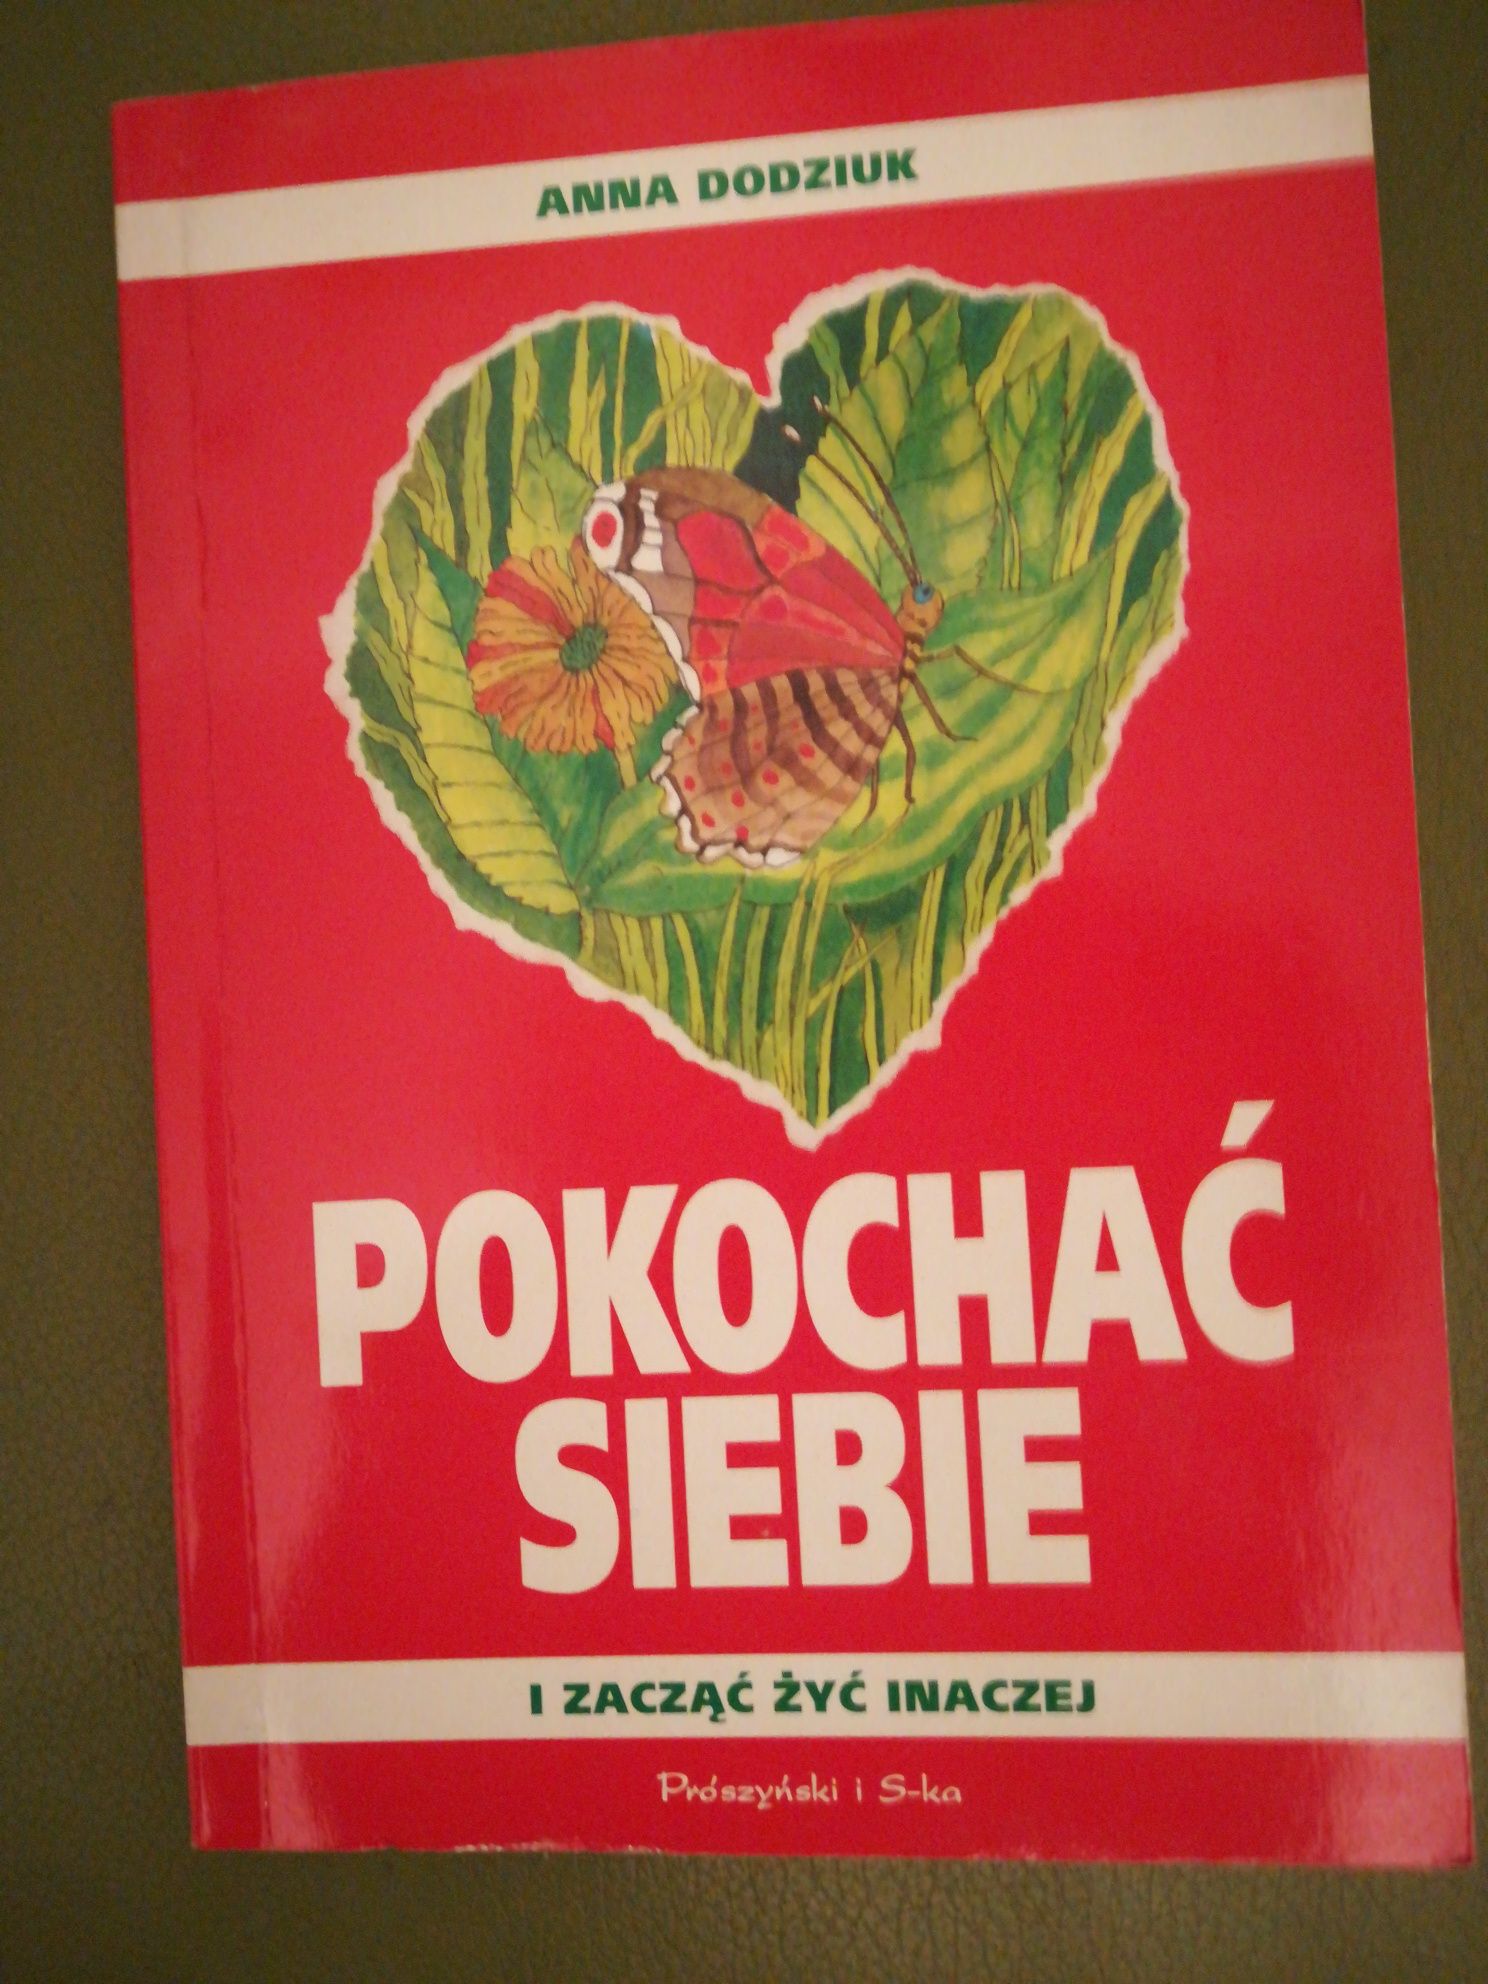 ANNA DODZIUK
POKOCHAĆ
SIEBIE
I ZACZĄĆ ŻYĆ INACZEJ
Prószyński i S-ka